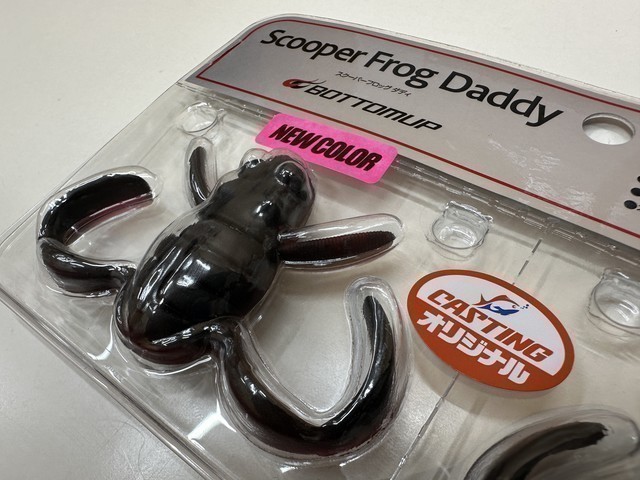 Scooper Frog Daddy
スクーパーフロッグ ダディ
BOTTOMUP
NEW COLOR
CASTING
オリジナル